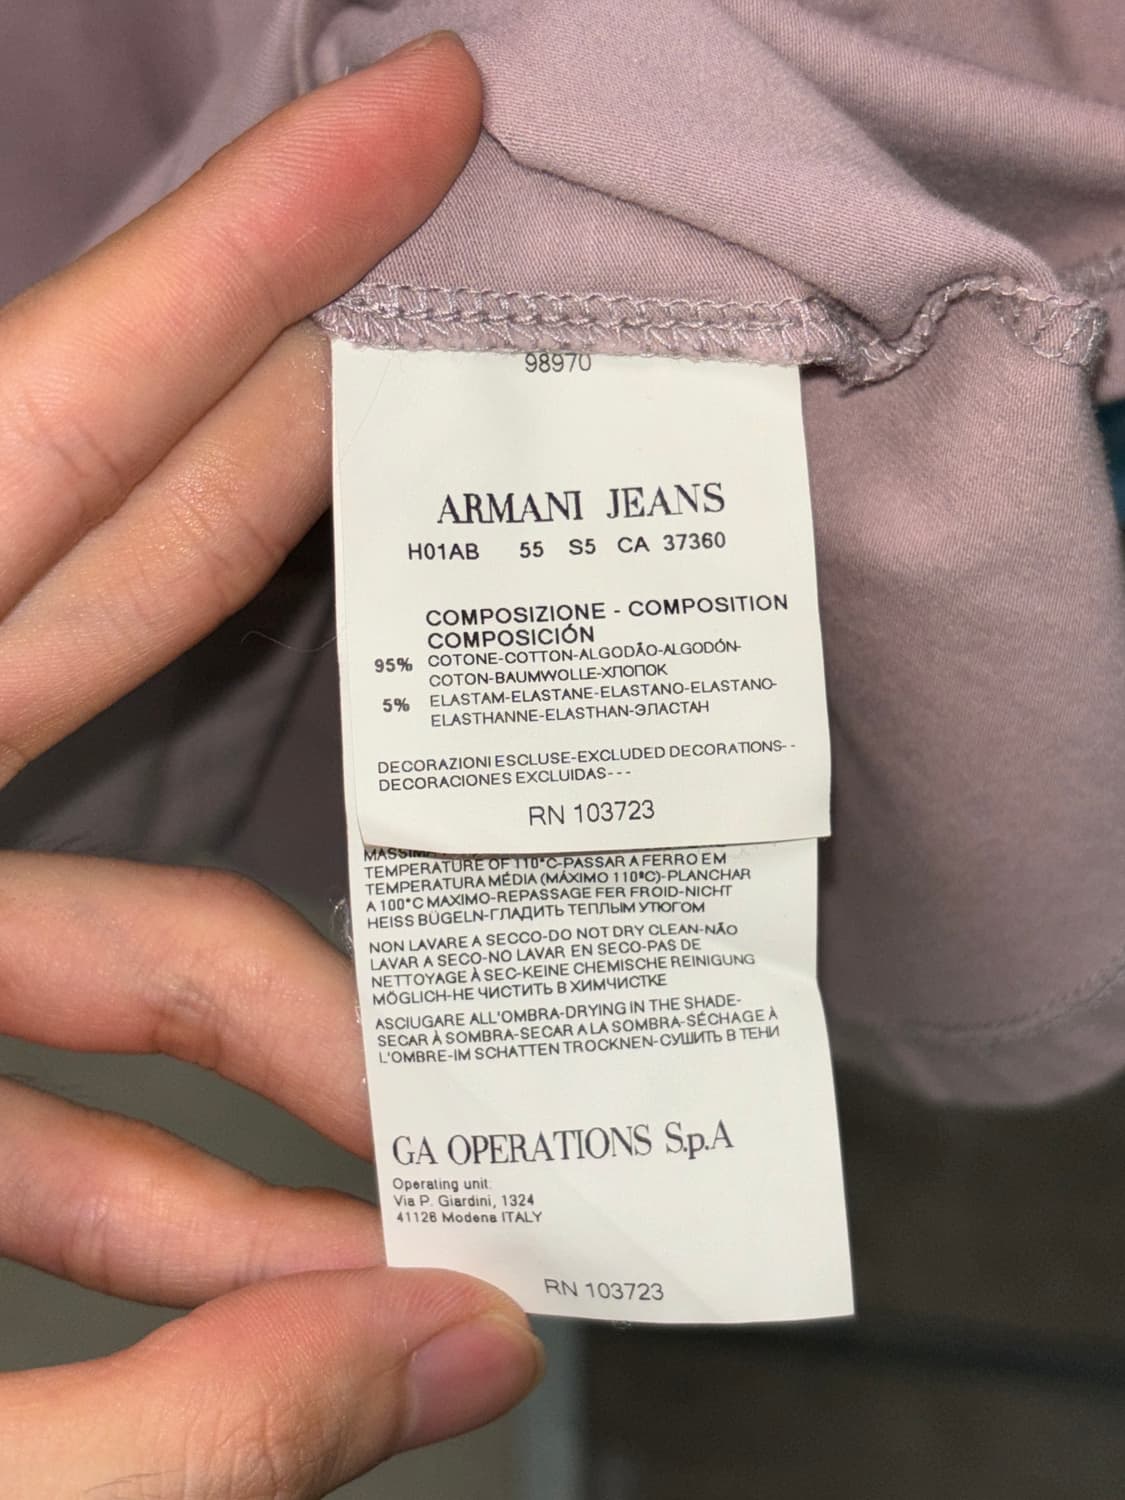 98970
ARMANI JEANS
H01AB 55 S5 CA 37360
COMPOSIZIONE - COMPOSITION
COMPOSICIÓN
95% COTONE-COTTON-ALGODÃO-ALGODÓN-
COTON-BAUMWOLLE-ХЛОПОК
5% ELASTAM-ELASTANE-ELASTANO-ELASTANO-
ELASTHANNE-ELASTHAN-ЭЛАСТАН
DECORAZIONI ESCLUSE-EXCLUDED DECORATIONS- -
DECORACIONES EXCLUIDAS- - -
RN 103723
MASSIMA
TEMPERATURE OF 110°C-PASSAR A FERRO EM
TEMPERATURA MÉDIA (MÁXIMO 110ºC)-PLANCHAR
A 100°C MAXIMO-REPASSAGE FER FROID-NICHT
HEISS BÜGELN-ГЛАДИТЬ ТЕПЛЫМ УТЮГОМ
NON LAVARE A SECCO-DO NOT DRY CLEAN-NÃO
LAVAR A SECO-NO LAVAR EN SECO-PAS DE
NETTOYAGE À SEC-KEINE CHEMISCHE REINIGUNG
MÖGLICH-НЕ ЧИСТИТЬ В ХИМЧИСТКЕ
ASCIUGARE ALL'OMBRA-DRYING IN THE SHADE-
SECAR À SOMBRA-SECAR A LA SOMBRA-SÉCHAGE À
L'OMBRE-IM SCHATTEN TROCKNEN-СУШИТЬ В ТЕНИ
GA OPERATIONS S.p.A
Operating unit:
Via P. Giardini, 1324
41126 Modena ITALY
RN 103723